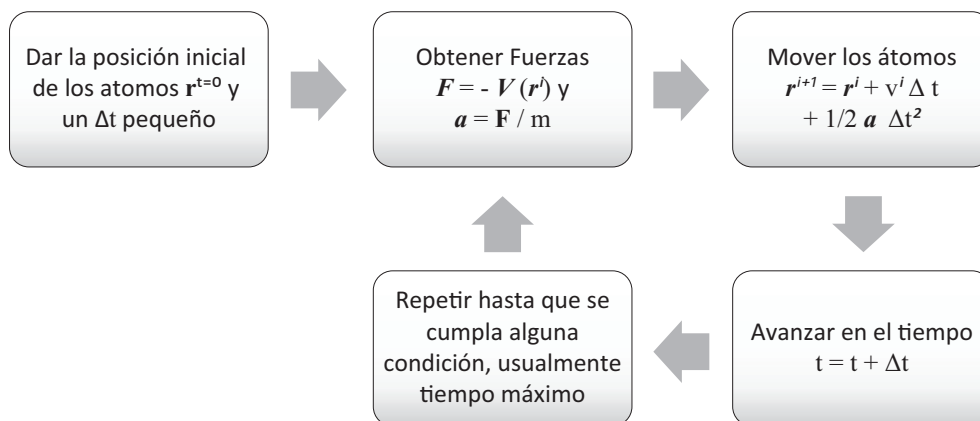 Dar la posición inicial
de los atomos r^t=0 y
un Δt pequeño
Obtener Fuerzas
F = - V (r^i) y
a = F / m
Mover los átomos
r^i+1 = r^i + v^i Δ t
+ 1/2 a Δt²
Avanzar en el tiempo
t = t + Δt
Repetir hasta que se
cumpla alguna
condición, usualmente
tiempo máximo